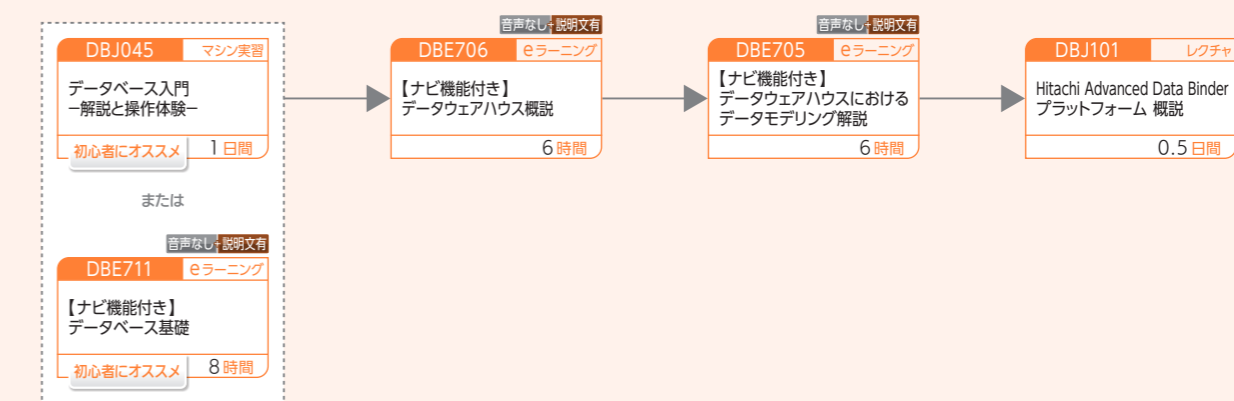 DBJ045 マシン実習
データベース入門
−解説と操作体験−
初心者にオススメ 1日間
または
音声なし+説明文有
DBE711 eラーニング
【ナビ機能付き】
データベース基礎
初心者にオススメ 8時間
音声なし+説明文有
DBE706 eラーニング
【ナビ機能付き】
データウェアハウス概説
6時間
音声なし+説明文有
DBE705 eラーニング
【ナビ機能付き】
データウェアハウスにおける
データモデリング解説
6時間
DBJ101 レクチャ
Hitachi Advanced Data Binder
プラットフォーム 概説
0.5日間